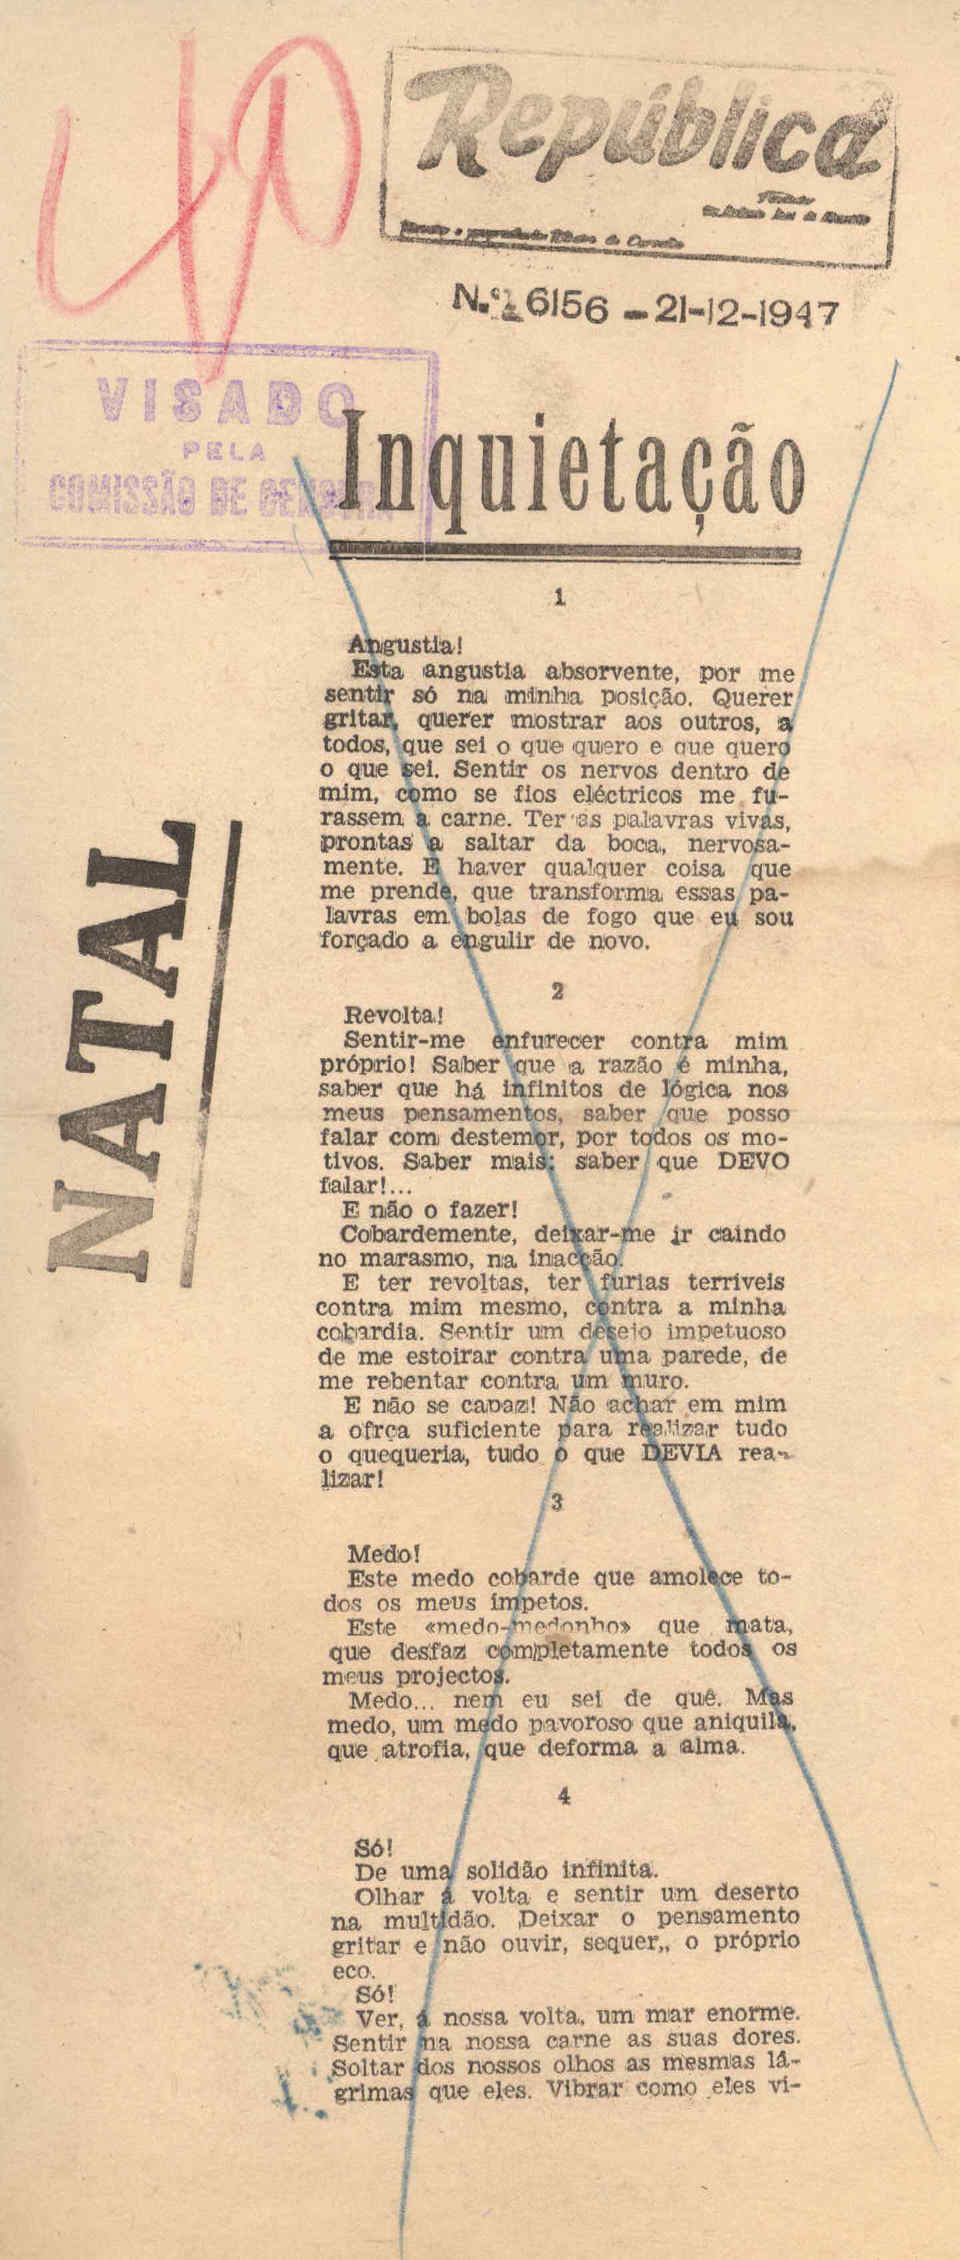 República
N.º 6156 - 21-12-1947
VISADO
PELA
COMISSÃO DE CENSURA
Inquietação
NATAL
1
Angustia!
Esta angustia absorvente, por me
sentir só na minha posição. Querer
gritar, querer mostrar aos outros, a
todos, que sei o que quero e que quero
o que sei. Sentir os nervos dentro de
mim, como se fios eléctricos me fu-
rassem a carne. Ter as palavras vivas,
prontas a saltar da boca, nervosa-
mente. E haver qualquer coisa que
me prende, que transforma essas pa-
lavras em bolas de fogo que eu sou
forçado a engulir de novo.
2
Revolta!
Sentir-me enfurecer contra mim
próprio! Saber que a razão é minha,
saber que há infinitos de lógica nos
meus pensamentos, saber que posso
falar com destemor, por todos os mo-
tivos. Saber mais: saber que DEVO
falar!...
E não o fazer!
Cobardemente, deixar-me ir caindo
no marasmo, na inacção.
E ter revoltas, ter furias terriveis
contra mim mesmo, contra a minha
cobardia. Sentir um desejo impetuoso
de me estoirar contra uma parede, de
me rebentar contra um muro.
E não se capaz! Não achar em mim
a ofrça suficiente para realizar tudo
o quequeria, tudo o que DEVIA rea-
lizar!
3
Medo!
Este medo cobarde que amolece to-
dos os meus impetos.
Este «medo-medonho» que mata,
que desfaz completamente todos os
meus projectos.
Medo... nem eu sei de quê. Mas
medo, um medo pavoroso que aniquila,
que atrofia, que deforma a alma.
4
Só!
De uma solidão infinita.
Olhar á volta e sentir um deserto
na multidão. Deixar o pensamento
gritar e não ouvir, sequer,, o próprio
eco.
Só!
Ver, á nossa volta, um mar enorme.
Sentir na nossa carne as suas dores.
Soltar dos nossos olhos as mesmas lá-
grimas que eles. Vibrar como eles vi-